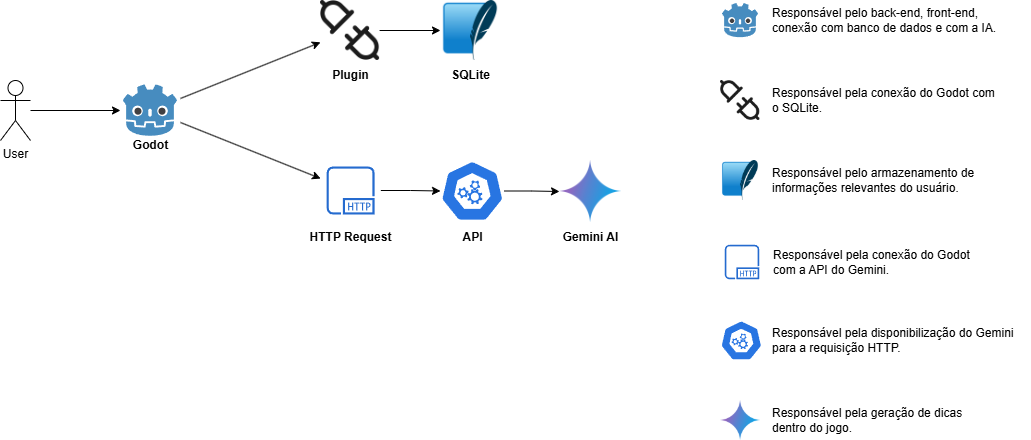 Plugin
SQLite
User
Godot
HTTP
HTTP Request
API
Gemini AI
Responsável pelo back-end, front-end,
conexão com banco de dados e com a IA.
Responsável pela conexão do Godot com
o SQLite.
Responsável pelo armazenamento de
informações relevantes do usuário.
HTTP
Responsável pela conexão do Godot
com a API do Gemini.
Responsável pela disponibilização do Gemini
para a requisição HTTP.
Responsável pela geração de dicas
dentro do jogo.